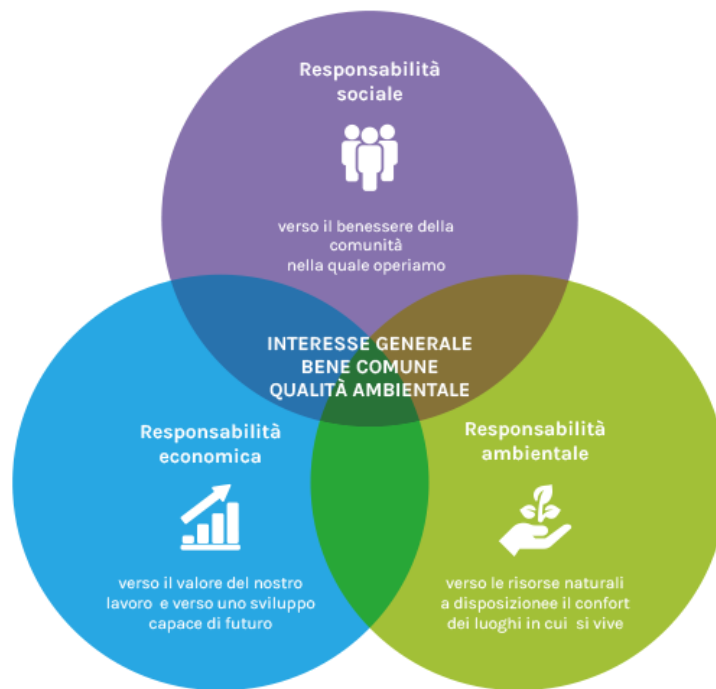 Responsabilità
sociale
verso il benessere della
comunità
nella quale operiamo
INTERESSE GENERALE
BENE COMUNE
QUALITÀ AMBIENTALE
Responsabilità
economica
verso il valore del nostro
lavoro e verso uno sviluppo
capace di futuro
Responsabilità
ambientale
verso le risorse naturali
a disposizionee il confort
dei luoghi in cui si vive